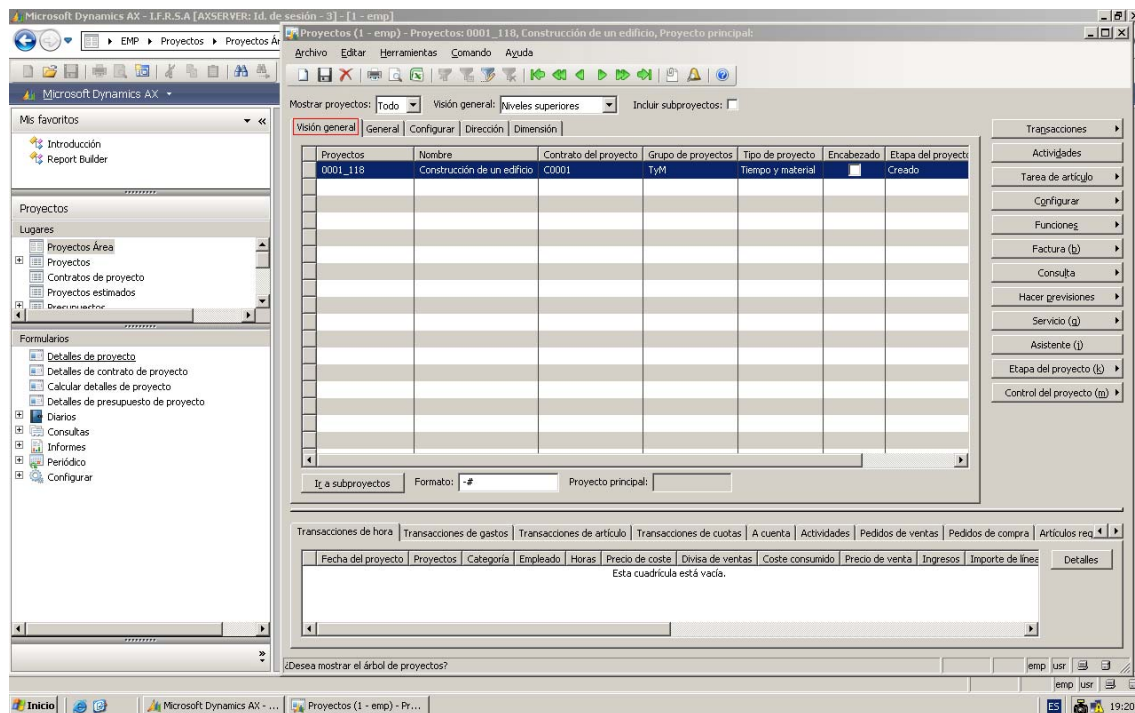 Microsoft Dynamics AX - I.F.R.S.A [AXSERVER: Id. de sesión - 3] - [1 - emp]
EMP ▸ Proyectos ▸ Proyectos Ár
Microsoft Dynamics AX
Mis favoritos
Introducción
Report Builder
Proyectos
Lugares
Proyectos Área
Proyectos
Contratos de proyecto
Proyectos estimados
Presupuestos
Formularios
Detalles de proyecto
Detalles de contrato de proyecto
Calcular detalles de proyecto
Detalles de presupuesto de proyecto
Diarios
Consultas
Informes
Periódico
Configurar
Proyectos (1 - emp) - Proyectos: 0001_118, Construcción de un edificio, Proyecto principal:
Archivo Editar Herramientas Comando Ayuda
Mostrar proyectos: Todo Visión general: Niveles superiores Incluir subproyectos:
Visión general General Configurar Dirección Dimensión
Proyectos Nombre Contrato del proyecto Grupo de proyectos Tipo de proyecto Encabezado Etapa del proyecto
0001_118 Construcción de un edificio C0001 TyM Tiempo y material Creado
Ir a subproyectos Formato: -# Proyecto principal:
Transacciones
Actividades
Tarea de artículo
Configurar
Funciones
Factura (b)
Consulta
Hacer previsiones
Servicio (q)
Asistente (j)
Etapa del proyecto (k)
Control del proyecto (m)
Transacciones de hora Transacciones de gastos Transacciones de artículo Transacciones de cuotas A cuenta Actividades Pedidos de ventas Pedidos de compra Artículos req
Fecha del proyecto Proyectos Categoría Empleado Horas Precio de coste Divisa de ventas Coste consumido Precio de venta Ingresos Importe de línea
Detalles
Esta cuadrícula está vacía.
¿Desea mostrar el árbol de proyectos? emp usr
emp usr
Inicio Microsoft Dynamics AX - ... Proyectos (1 - emp) - Pr... ES 19:20